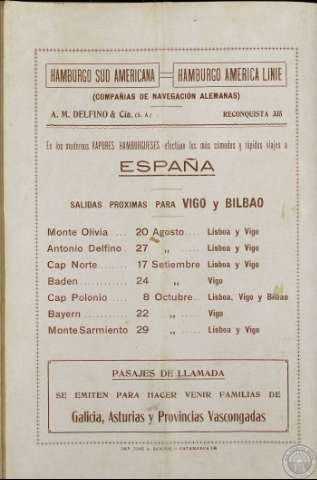 HAMBURGO SUD AMERICANA — HAMBURGO AMERICA LINIE
(COMPAÑIAS DE NAVEGACIÓN ALEMANAS)
A. M. DELFINO & Cía. (S. A.) RECONQUISTA 335
En los modernos VAPORES HAMBURGUESES efectúan los más cómodos y rápidos viajes a
ESPAÑA
SALIDAS PROXIMAS PARA VIGO y BILBAO
Monte Olivia ... 20 Agosto .... Lisboa y Vigo
Antonio Delfino . 27 „ ...... Lisboa y Vigo
Cap Norte ....... 17 Setiembre Lisboa y Vigo
Baden ........... 24 „ Vigo
Cap Polonio .... 8 Octubre.. Lisboa, Vigo y Bilbao
Bayern .......... 22 „ ...... Vigo
Monte Sarmiento 29 „ ...... Lisboa y Vigo
PASAJES DE LLAMADA
SE EMITEN PARA HACER VENIR FAMILIAS DE
Galicia, Asturias y Provincias Vascongadas